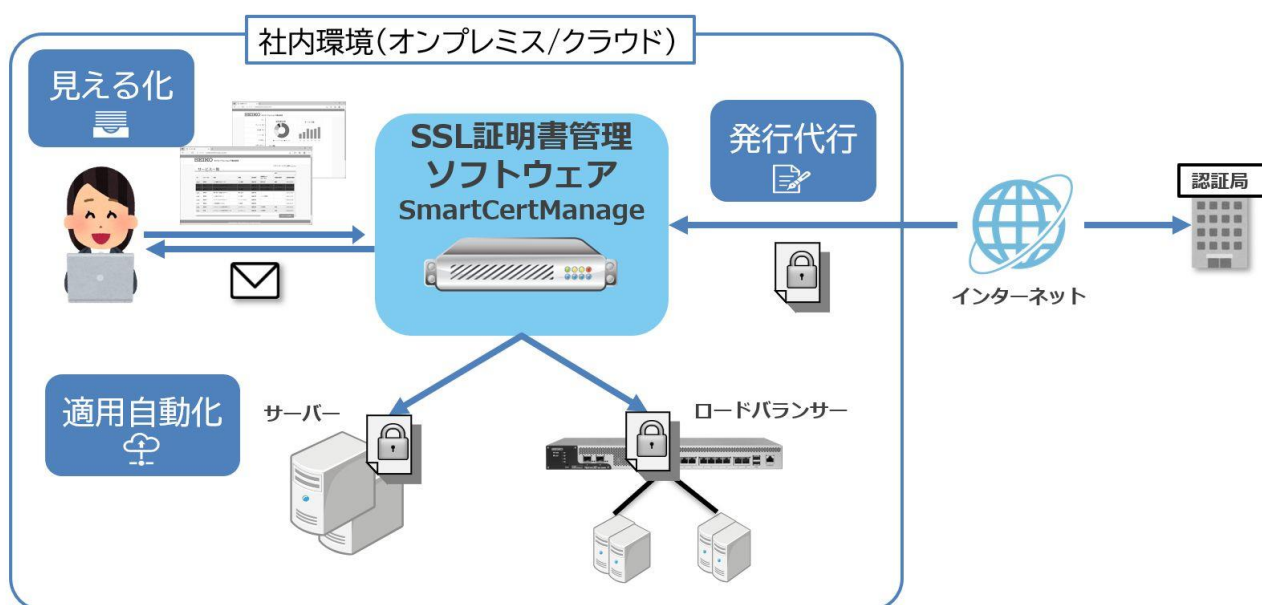 社内環境(オンプレミス/クラウド)
見える化
SSL証明書管理
ソフトウェア
SmartCertManage
発行代行
認証局
インターネット
適用自動化
サーバー
ロードバランサー